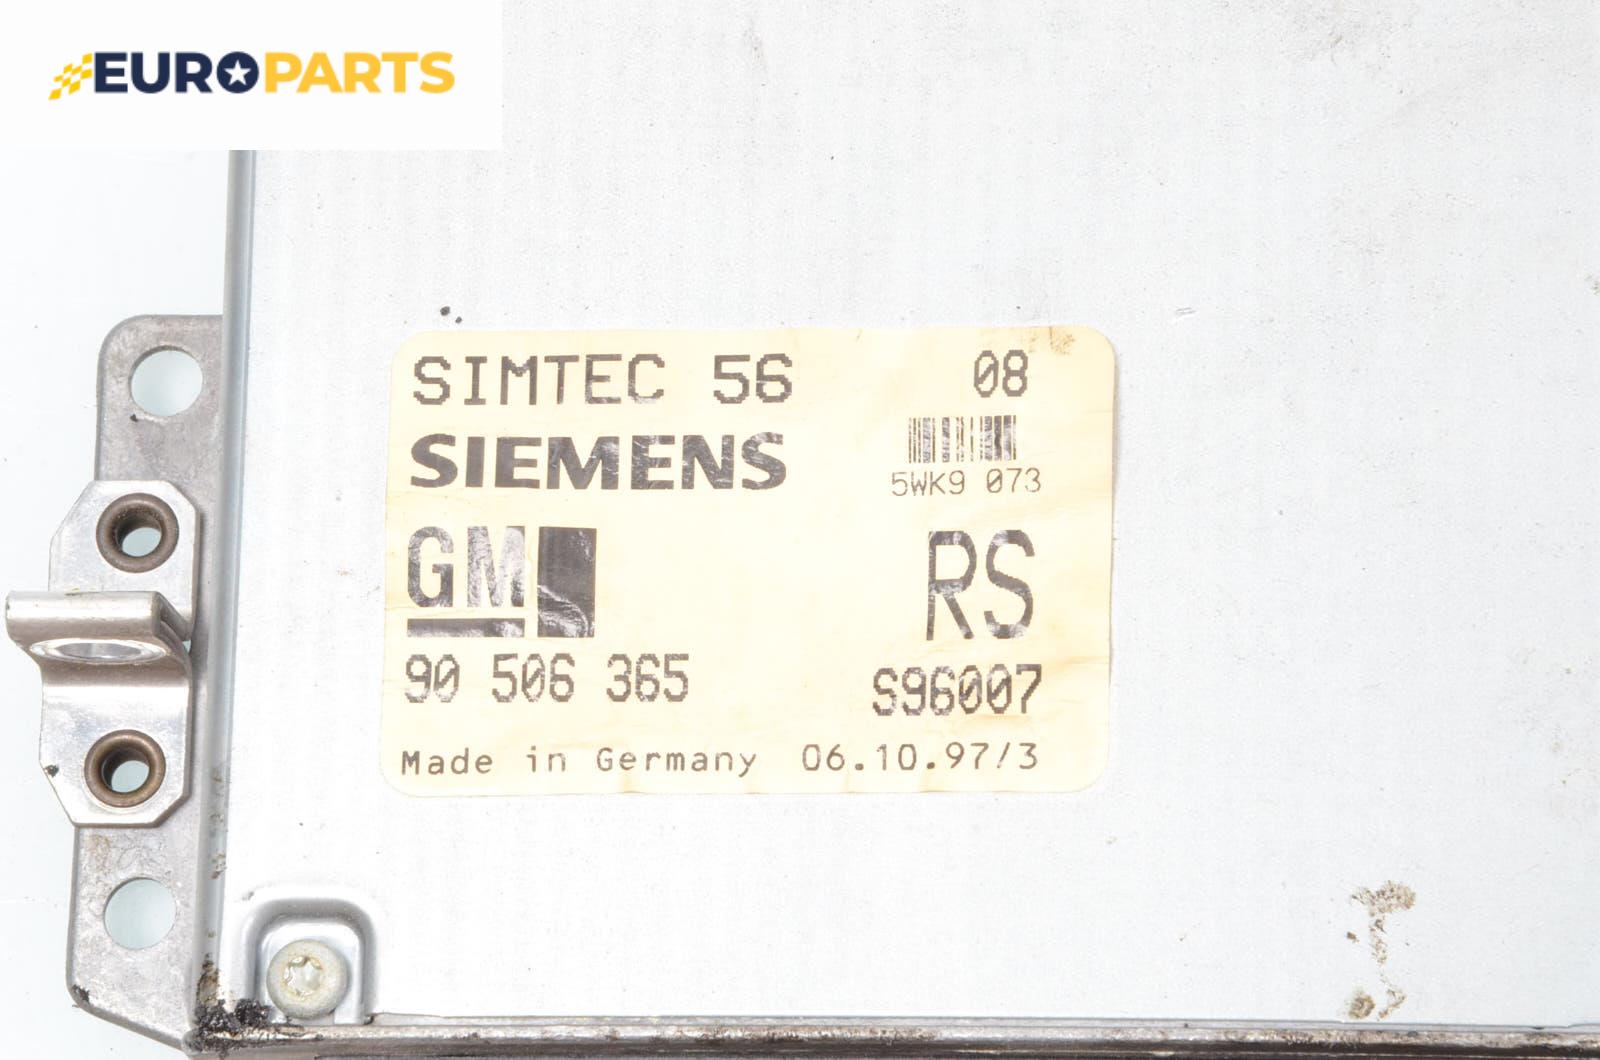 EUROPARTS
SIMTEC 56 08
SIEMENS
5WK9 073
GM
RS
90 506 365 S96007
Made in Germany 06.10.97/3